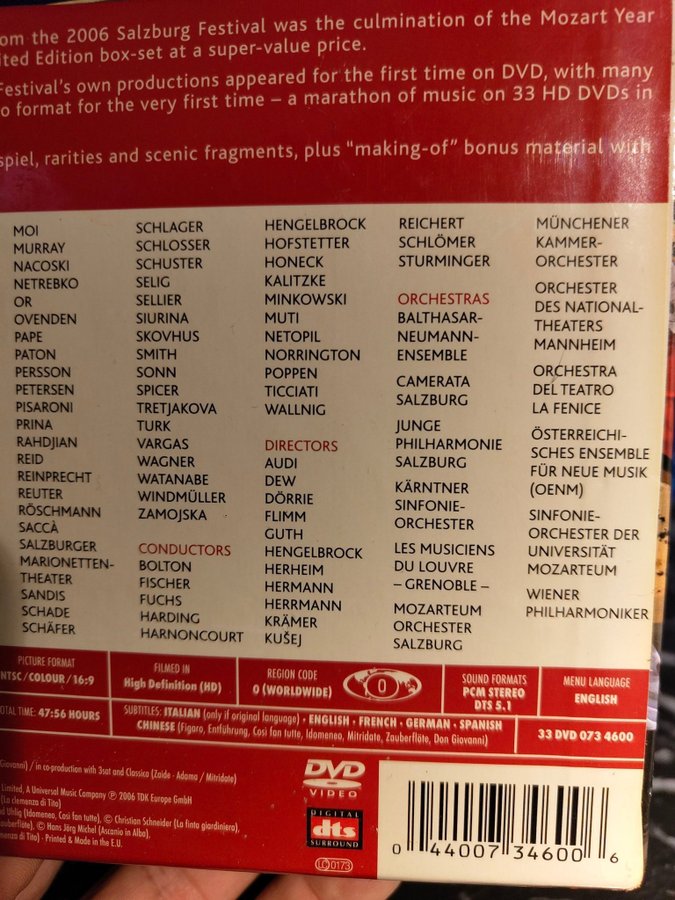 om the 2006 Salzburg Festival was the culmination of the Mozart Year
ited Edition box-set at a super-value price.
Festival's own productions appeared for the first time on DVD, with many
o format for the very first time – a marathon of music on 33 HD DVDs in
spiel, rarities and scenic fragments, plus "making-of" bonus material with
MOI
MURRAY
NACOSKI
NETREBKO
OR
OVENDEN
PAPE
PATON
PERSSON
PETERSEN
PISARONI
PRINA
RAHDJIAN
REID
REINPRECHT
REUTER
RÖSCHMANN
SACCÀ
SALZBURGER
MARIONETTEN-
THEATER
SANDIS
SCHADE
SCHÄFER
SCHLAGER
SCHLOSSER
SCHUSTER
SELIG
SELLIER
SIURINA
SKOVHUS
SMITH
SONN
SPICER
TRETJAKOVA
TURK
VARGAS
WAGNER
WATANABE
WINDMÜLLER
ZAMOJSKA
CONDUCTORS
BOLTON
FISCHER
FUCHS
HARDING
HARNONCOURT
HENGELBROCK
HOFSTETTER
HONECK
KALITZKE
MINKOWSKI
MUTI
NETOPIL
NORRINGTON
POPPEN
TICCIATI
WALLNIG
DIRECTORS
AUDI
DEW
DÖRRIE
FLIMM
GUTH
HENGELBROCK
HERHEIM
HERMANN
HERRMANN
KRÄMER
KUŠEJ
REICHERT
SCHLÖMER
STURMINGER
ORCHESTRAS
BALTHASAR-
NEUMANN-
ENSEMBLE
CAMERATA
SALZBURG
JUNGE
PHILHARMONIE
SALZBURG
KÄRNTNER
SINFONIE-
ORCHESTER
LES MUSICIENS
DU LOUVRE
– GRENOBLE –
MOZARTEUM
ORCHESTER
SALZBURG
MÜNCHENER
KAMMER-
ORCHESTER
ORCHESTER
DES NATIONAL-
THEATERS
MANNHEIM
ORCHESTRA
DEL TEATRO
LA FENICE
ÖSTERREICHI-
SCHES ENSEMBLE
FÜR NEUE MUSIK
(OENM)
SINFONIE-
ORCHESTER DER
UNIVERSITÄT
MOZARTEUM
WIENER
PHILHARMONIKER
PICTURE FORMAT
NTSC/COLOUR/16:9
FILMED IN
High Definition (HD)
REGION CODE
0 (WORLDWIDE)
0
SOUND FORMATS
PCM STEREO
DTS 5.1
MENU LANGUAGE
ENGLISH
TOTAL TIME: 47:56 HOURS
SUBTITLES: ITALIAN (only if original language) • ENGLISH • FRENCH • GERMAN • SPANISH
CHINESE (Figaro, Entführung, Così fan tutte, Idomeneo, Mitridate, Zauberflöte, Don Giovanni)
33 DVD 073 4600
Giovanni) / in co-production with 3sat and Classica (Zaide - Adama / Mitridate)
Limited, A Universal Music Company ℗ 2006 TDK Europe GmbH
(La clemenza di Tito)
d Uhlig (Idomeneo, Così fan tutte), © Christian Schneider (La finta giardiniera),
auberflöte), © Hans Jörg Michel (Ascanio in Alba),
menza di Tito) • Printed & Made in the E.U.
DVD
VIDEO
DIGITAL
dts
SURROUND
LC 0173
0 44007 34600 6